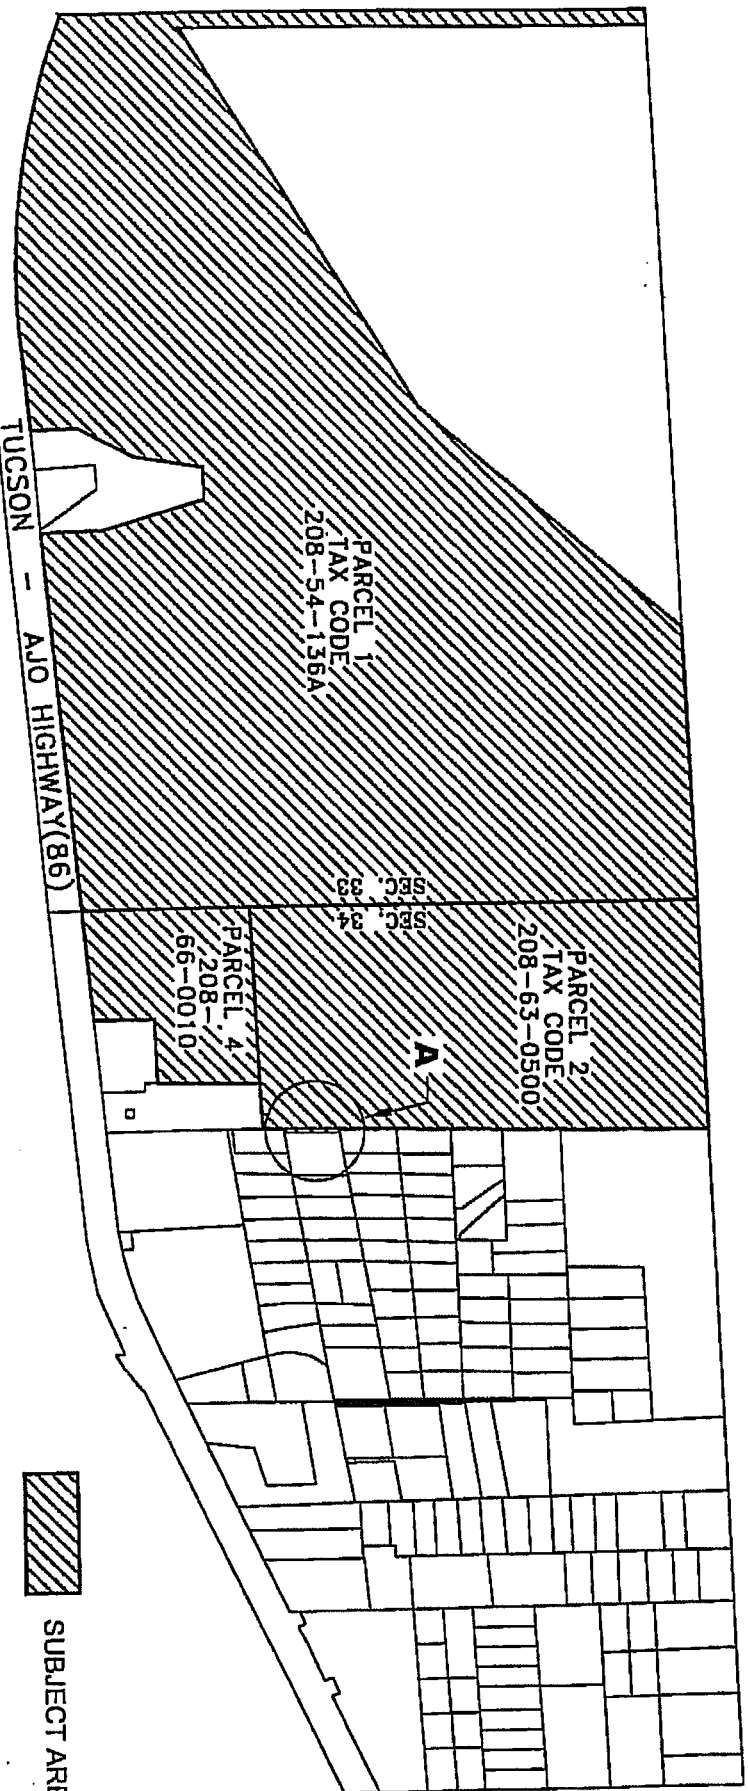 PARCEL 1
TAX CODE
208-54-136A
PARCEL 2
TAX CODE
208-63-0500
SEC. 33
SEC. 34
PARCEL 4
208-
66-0010
A
TUCSON - AJO HIGHWAY(86)
SUBJECT